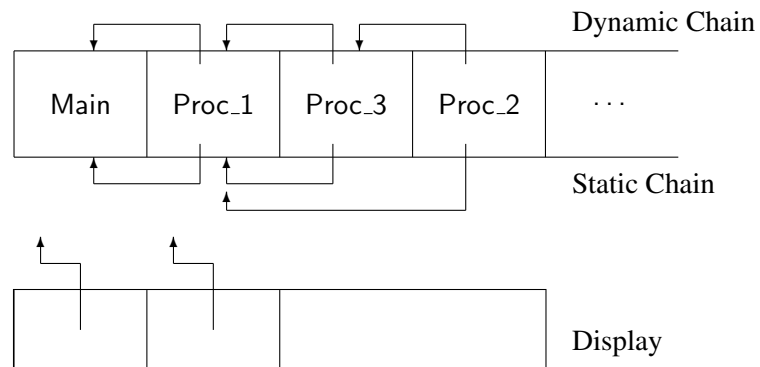 Dynamic Chain
Main Proc_1 Proc_3 Proc_2 ...
Static Chain
Display